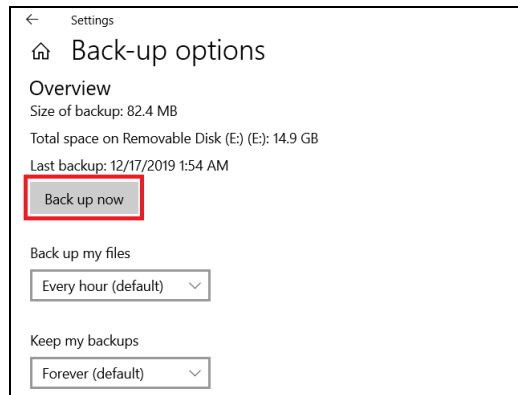 Settings
Back-up options
Overview
Size of backup: 82.4 MB
Total space on Removable Disk (E:) (E:): 14.9 GB
Last backup: 12/17/2019 1:54 AM
Back up now
Back up my files
Every hour (default)
Keep my backups
Forever (default)